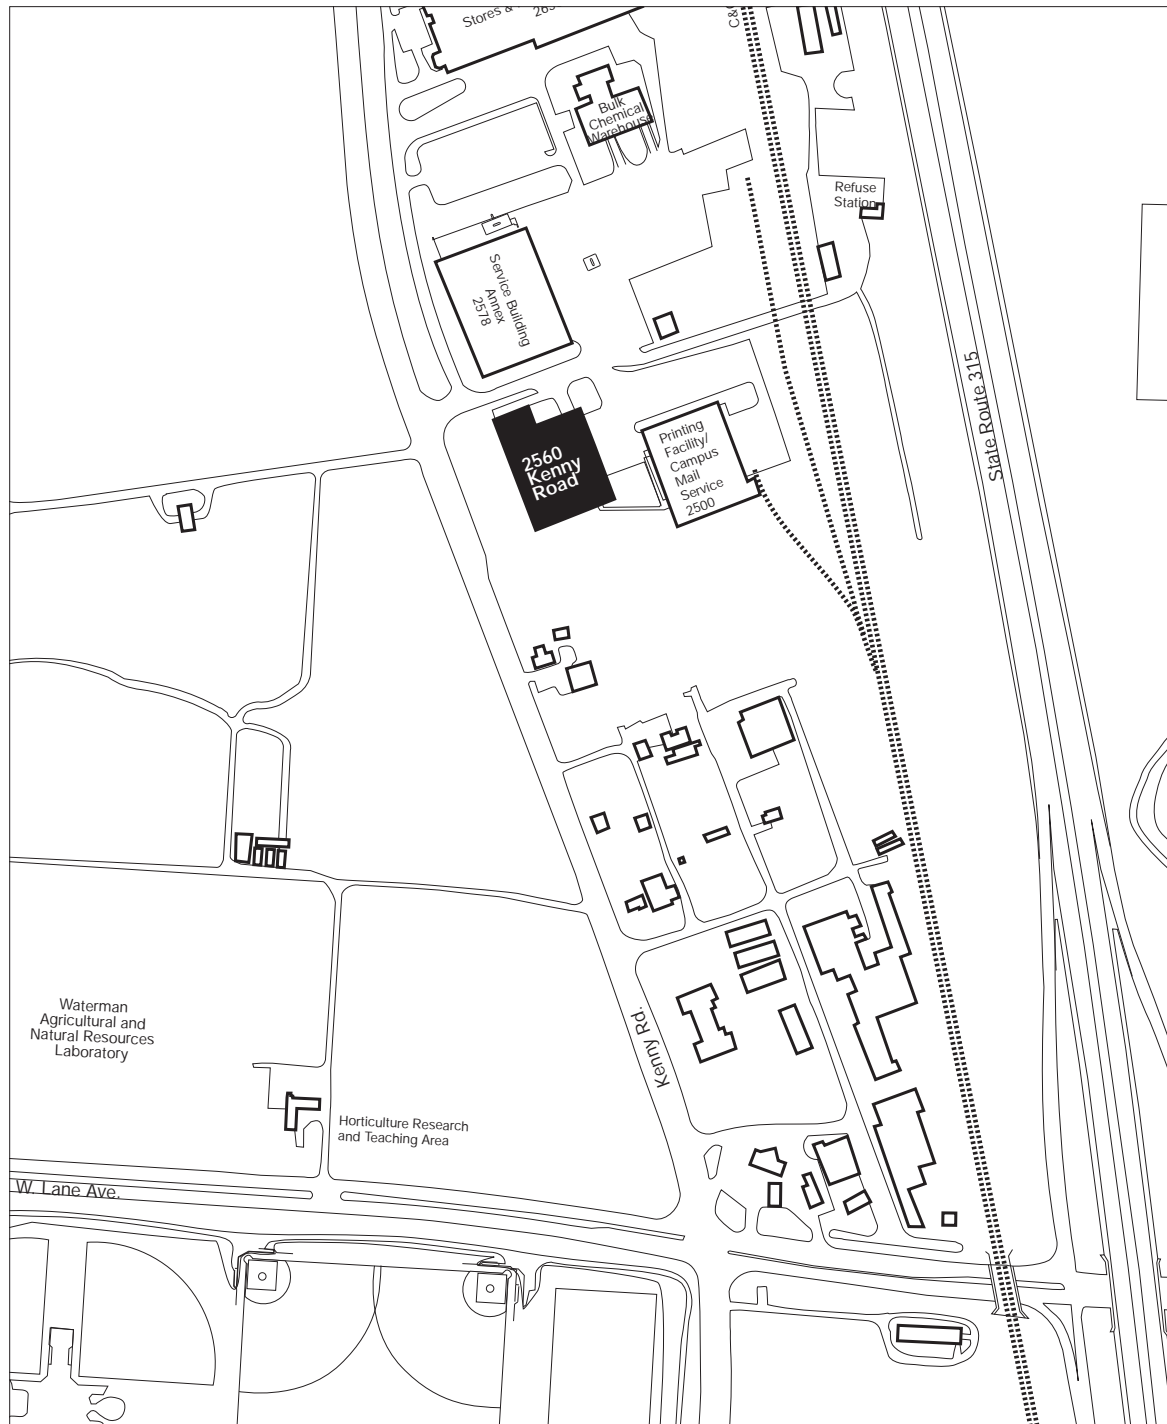 Stores &
C&
Bulk
Chemical
Warehouse
Refuse
Station
Service Building
Annex
2578
State Route 315
Printing
Facility/
Campus
Mail
Service
2500
2560
Kenny
Road
Waterman
Agricultural and
Natural Resources
Laboratory
Kenny Rd.
Horticulture Research
and Teaching Area
W. Lane Ave.